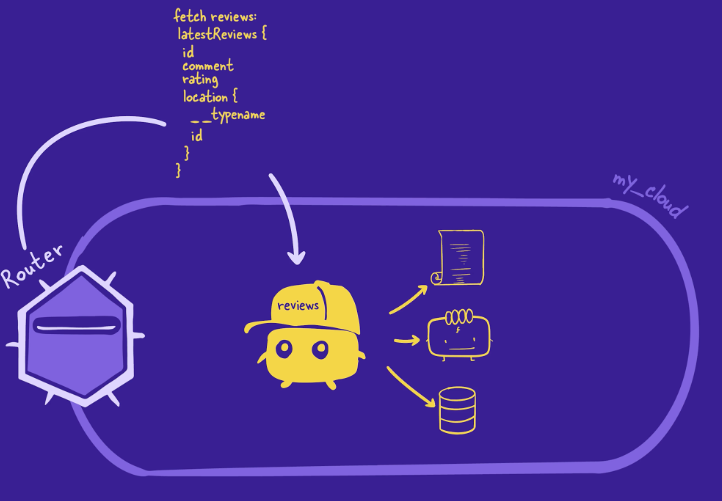 fetch reviews:
latestReviews {
id
comment
rating
location {
__typename
id
}
}
my_cloud
Router
reviews
f